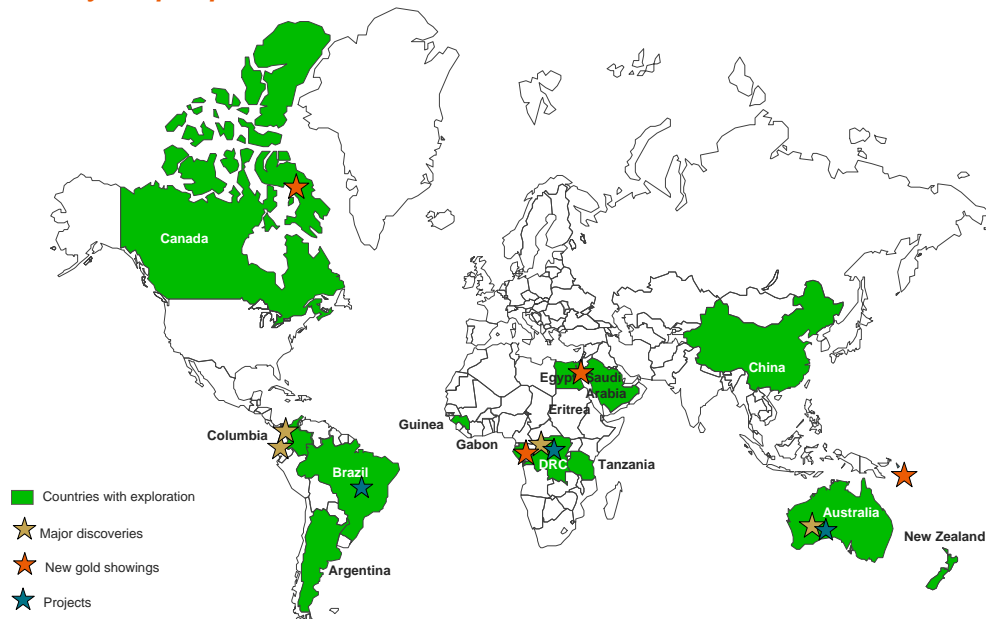 Canada
China
Egypt Saudi
Arabia
Eritrea
Guinea
Gabon
Columbia
DRC
Tanzania
Brazil
Countries with exploration
Australia
Major discoveries
New Zealand
New gold showings
Argentina
Projects